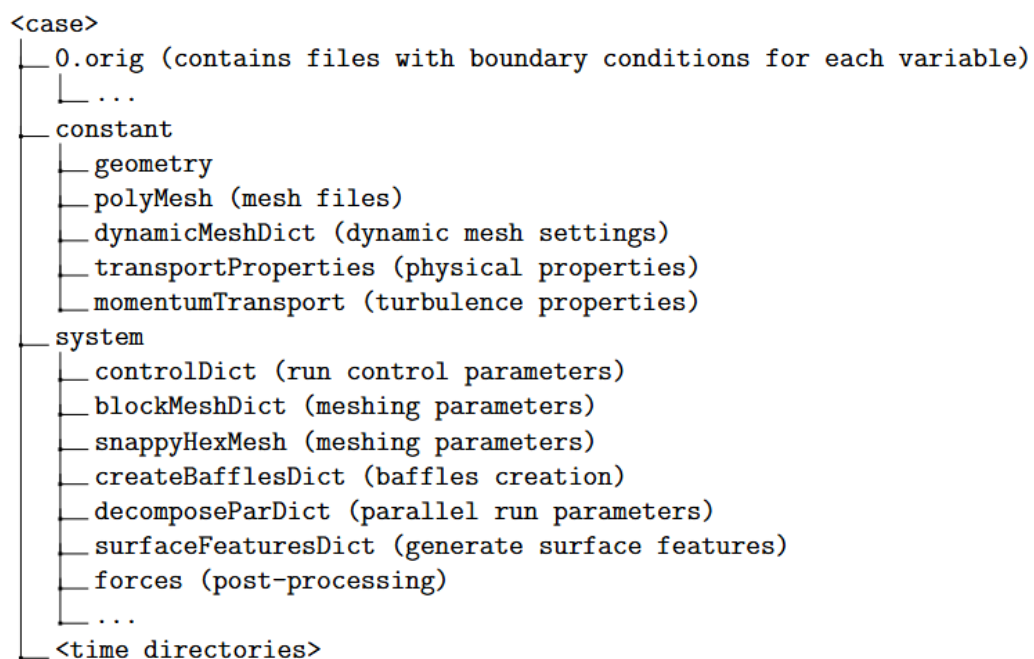 <case>
0.orig (contains files with boundary conditions for each variable)
...
constant
geometry
polyMesh (mesh files)
dynamicMeshDict (dynamic mesh settings)
transportProperties (physical properties)
momentumTransport (turbulence properties)
system
controlDict (run control parameters)
blockMeshDict (meshing parameters)
snappyHexMesh (meshing parameters)
createBafflesDict (baffles creation)
decomposeParDict (parallel run parameters)
surfaceFeaturesDict (generate surface features)
forces (post-processing)
...
<time directories>